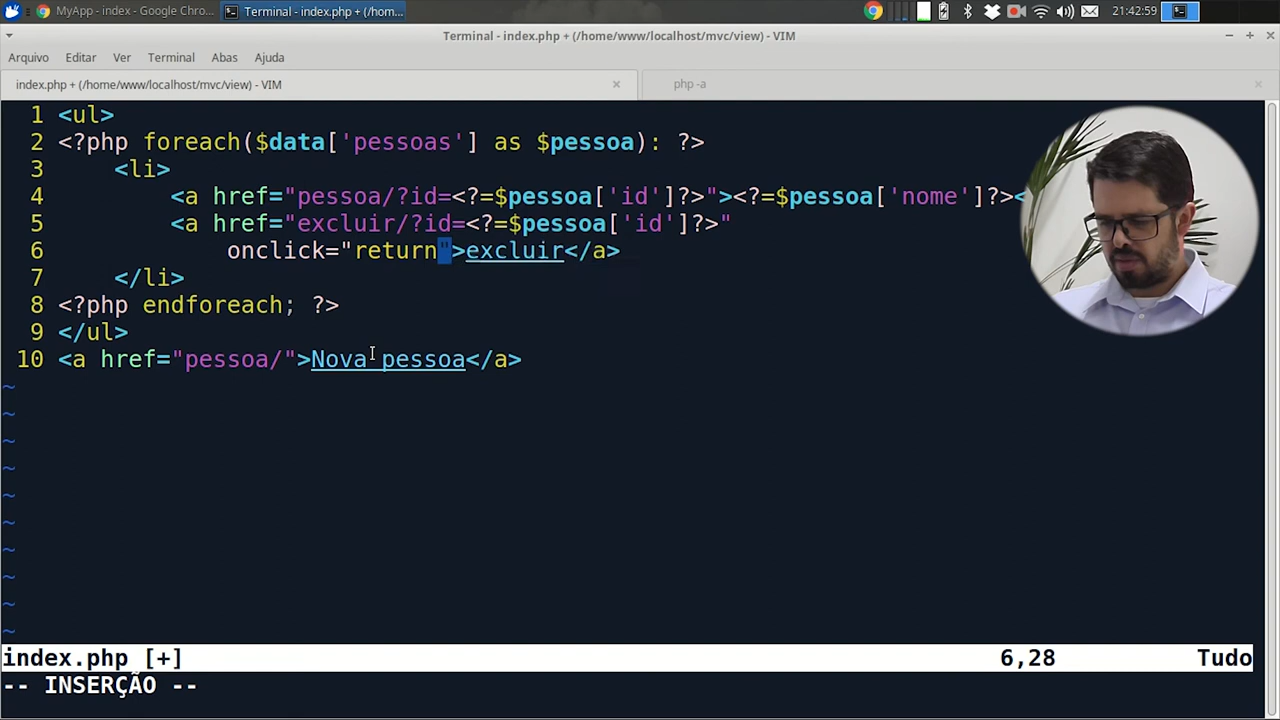 MyApp - index - Google Chro...
Terminal - index.php + (/hom...
21:42:59
Terminal - index.php + (/home/www/localhost/mvc/view) - VIM
Arquivo Editar Ver Terminal Abas Ajuda
index.php + (/home/www/localhost/mvc/view) - VIM
php -a
1 <ul>
2 <?php foreach($data['pessoas'] as $pessoa): ?>
3 <li>
4 <a href="pessoa/?id=<?=$pessoa['id']?>"><?=$pessoa['nome']?><
5 <a href="excluir/?id=<?=$pessoa['id']?>"
6 onclick="return">excluir</a>
7 </li>
8 <?php endforeach; ?>
9 </ul>
10 <a href="pessoa/">Nova pessoa</a>
~
~
~
~
~
~
~
~
~
~
index.php [+] 6,28 Tudo
-- INSERÇÃO --